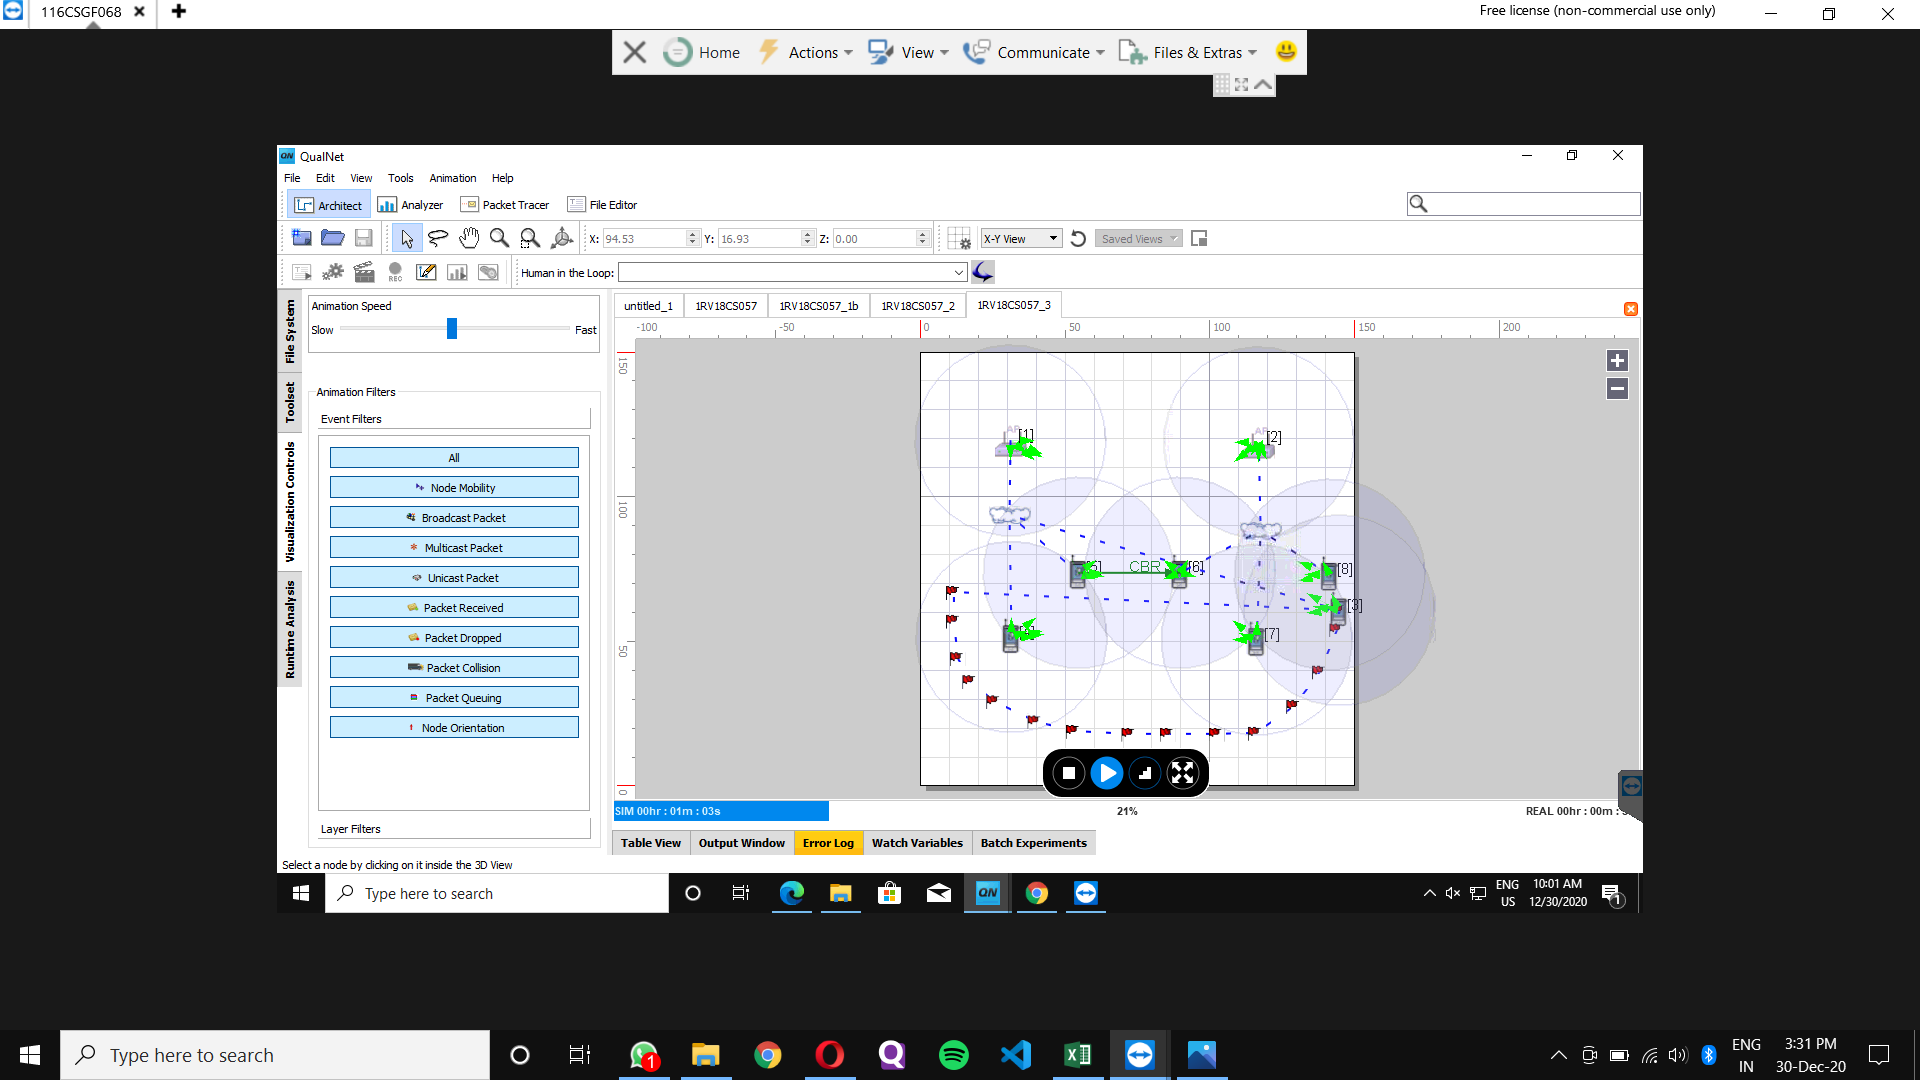 116CSGF068
Free license (non-commercial use only)
Home Actions View Communicate Files & Extras
QN QualNet
File Edit View Tools Animation Help
Architect Analyzer Packet Tracer File Editor
X: 94.53 Y: 16.93 Z: 0.00 X-Y View Saved Views
REC Human in the Loop:
File System
Toolset
Visualization Controls
Runtime Analysis
Animation Speed
Slow Fast
Animation Filters
Event Filters
All
Node Mobility
Broadcast Packet
Multicast Packet
Unicast Packet
Packet Received
Packet Dropped
Packet Collision
Packet Queuing
Node Orientation
Layer Filters
Select a node by clicking on it inside the 3D View
untitled_1 1RV18CS057 1RV18CS057_1b 1RV18CS057_2 1RV18CS057_3
-100 -50 0 50 100 150 200
150
100
50
0
AP [1]
AP [2]
CBR [6]
[8]
[3]
[7]
SIM 00hr : 01m : 03s 21% REAL 00hr : 00m :
Table View Output Window Error Log Watch Variables Batch Experiments
Type here to search
QN
ENG US
10:01 AM
12/30/2020
1
Type here to search
1
ENG IN
3:31 PM
30-Dec-20